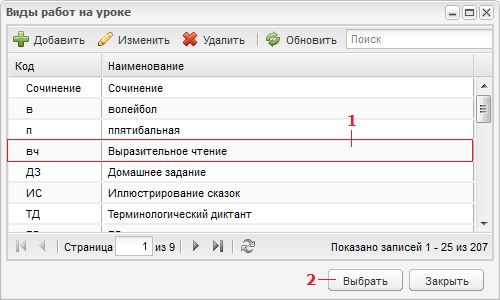 Виды работ на уроке
Добавить Изменить Удалить Обновить Поиск
Код Наименование
Сочинение Сочинение
в волейбол
п ппятибальная
1
вч Выразительное чтение
ДЗ Домашнее задание
ИС Иллюстрирование сказок
ТД Терминологический диктант
Страница 1 из 9 Показано записей 1 - 25 из 207
2 Выбрать Закрыть